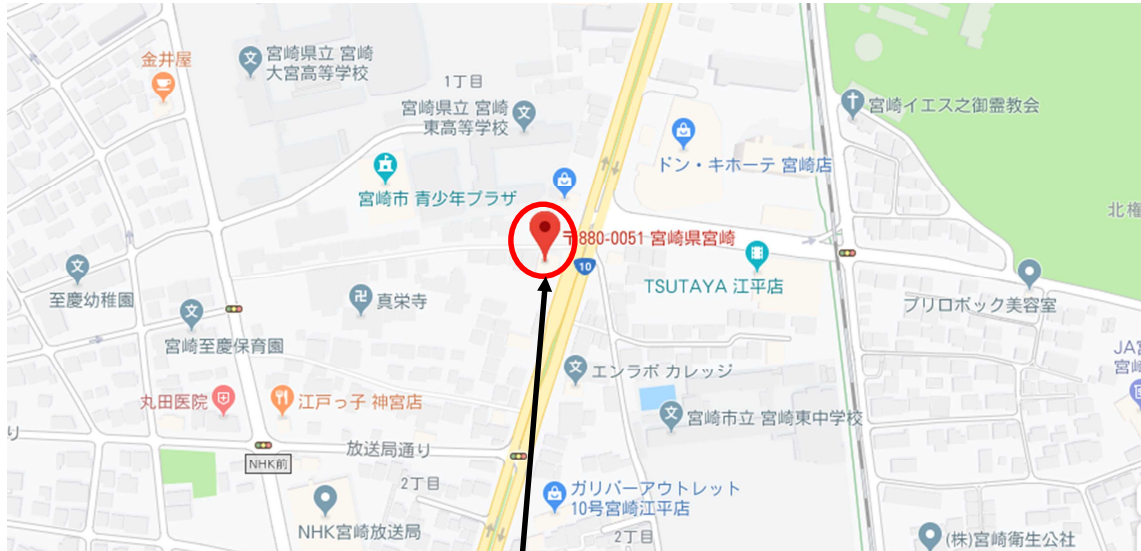 金井屋
宮崎県立 宮崎
大宮高等学校
1丁目
宮崎県立 宮崎
東高等学校
宮崎イエス之御霊教会
ドン・キホーテ 宮崎店
宮崎市 青少年プラザ
北権
〒880-0051 宮崎県宮崎
10
TSUTAYA 江平店
至慶幼稚園
真栄寺
プリロボック美容室
宮崎至慶保育園
JA宮
宮崎
エンラボ カレッジ
丸田医院
江戸っ子 神宮店
宮崎市立 宮崎東中学校
り
放送局通り
NHK前
2丁目
ガリバーアウトレット
10号宮崎江平店
NHK宮崎放送局
2丁目
(株)宮崎衛生公社